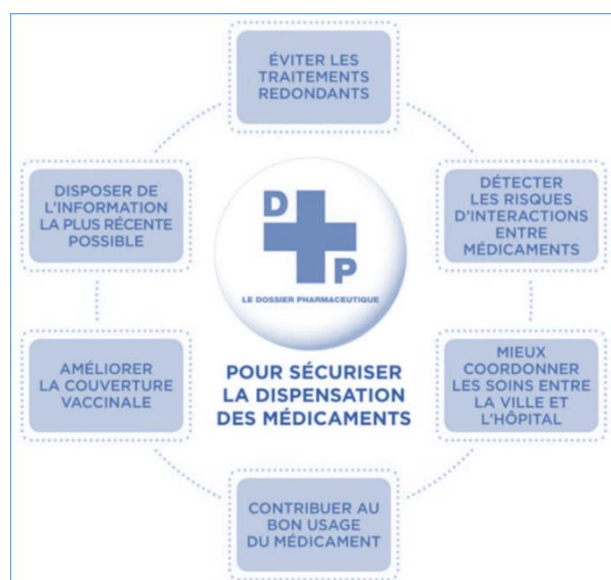 ÉVITER LES
TRAITEMENTS
REDONDANTS
DISPOSER DE
L'INFORMATION
LA PLUS RÉCENTE
POSSIBLE
DÉTECTER
LES RISQUES
D'INTERACTIONS
ENTRE
MÉDICAMENTS
D
P
LE DOSSIER PHARMACEUTIQUE
POUR SÉCURISER
LA DISPENSATION
DES MÉDICAMENTS
AMÉLIORER
LA COUVERTURE
VACCINALE
MIEUX
COORDONNER
LES SOINS ENTRE
LA VILLE ET
L'HÔPITAL
CONTRIBUER AU
BON USAGE
DU MÉDICAMENT